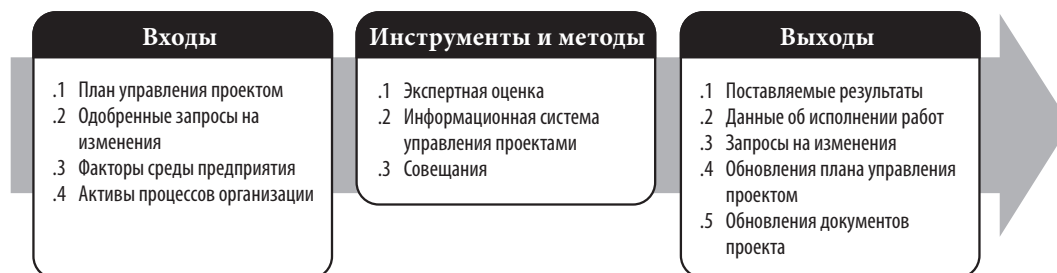 Входы
.1 План управления проектом
.2 Одобренные запросы на
изменения
.3 Факторы среды предприятия
.4 Активы процессов организации
Инструменты и методы
.1 Экспертная оценка
.2 Информационная система
управления проектами
.3 Совещания
Выходы
.1 Поставляемые результаты
.2 Данные об исполнении работ
.3 Запросы на изменения
.4 Обновления плана управления
проектом
.5 Обновления документов
проекта